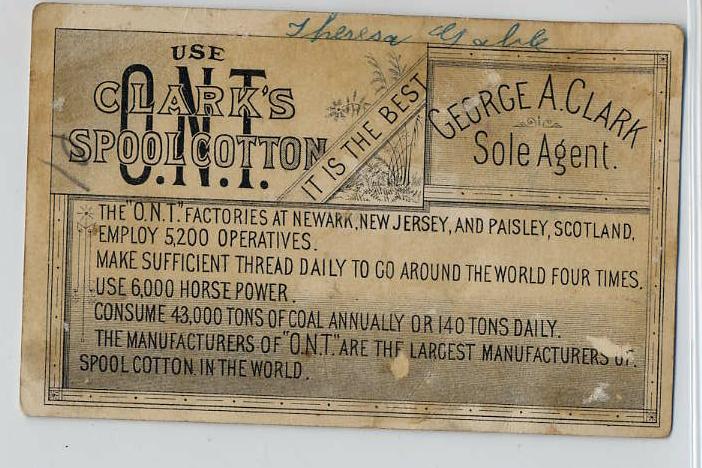 Theresa
USE
O.N.T.
CLARK'S
SPOOL COTTON
O.N.T.
IT IS THE BEST
GEORGE A. CLARK
Sole Agent.
THE "O.N.T." FACTORIES AT NEWARK, NEW JERSEY, AND PAISLEY, SCOTLAND,
EMPLOY 5,200 OPERATIVES.
MAKE SUFFICIENT THREAD DAILY TO GO AROUND THE WORLD FOUR TIMES.
USE 6,000 HORSE POWER.
CONSUME 43,000 TONS OF COAL ANNUALLY OR 140 TONS DAILY.
THE MANUFACTURERS OF "O.N.T." ARE THE LARGEST MANUFACTURERS OF
SPOOL COTTON IN THE WORLD.